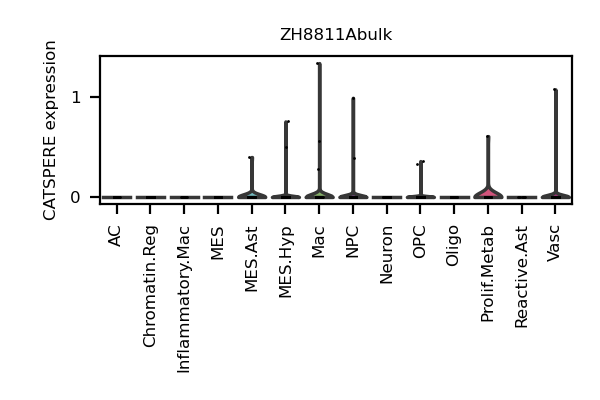 ZH8811Abulk
CATSPERE expression
1
0
AC
Chromatin.Reg
Inflammatory.Mac
MES
MES.Ast
MES.Hyp
Mac
NPC
Neuron
OPC
Oligo
Prolif.Metab
Reactive.Ast
Vasc